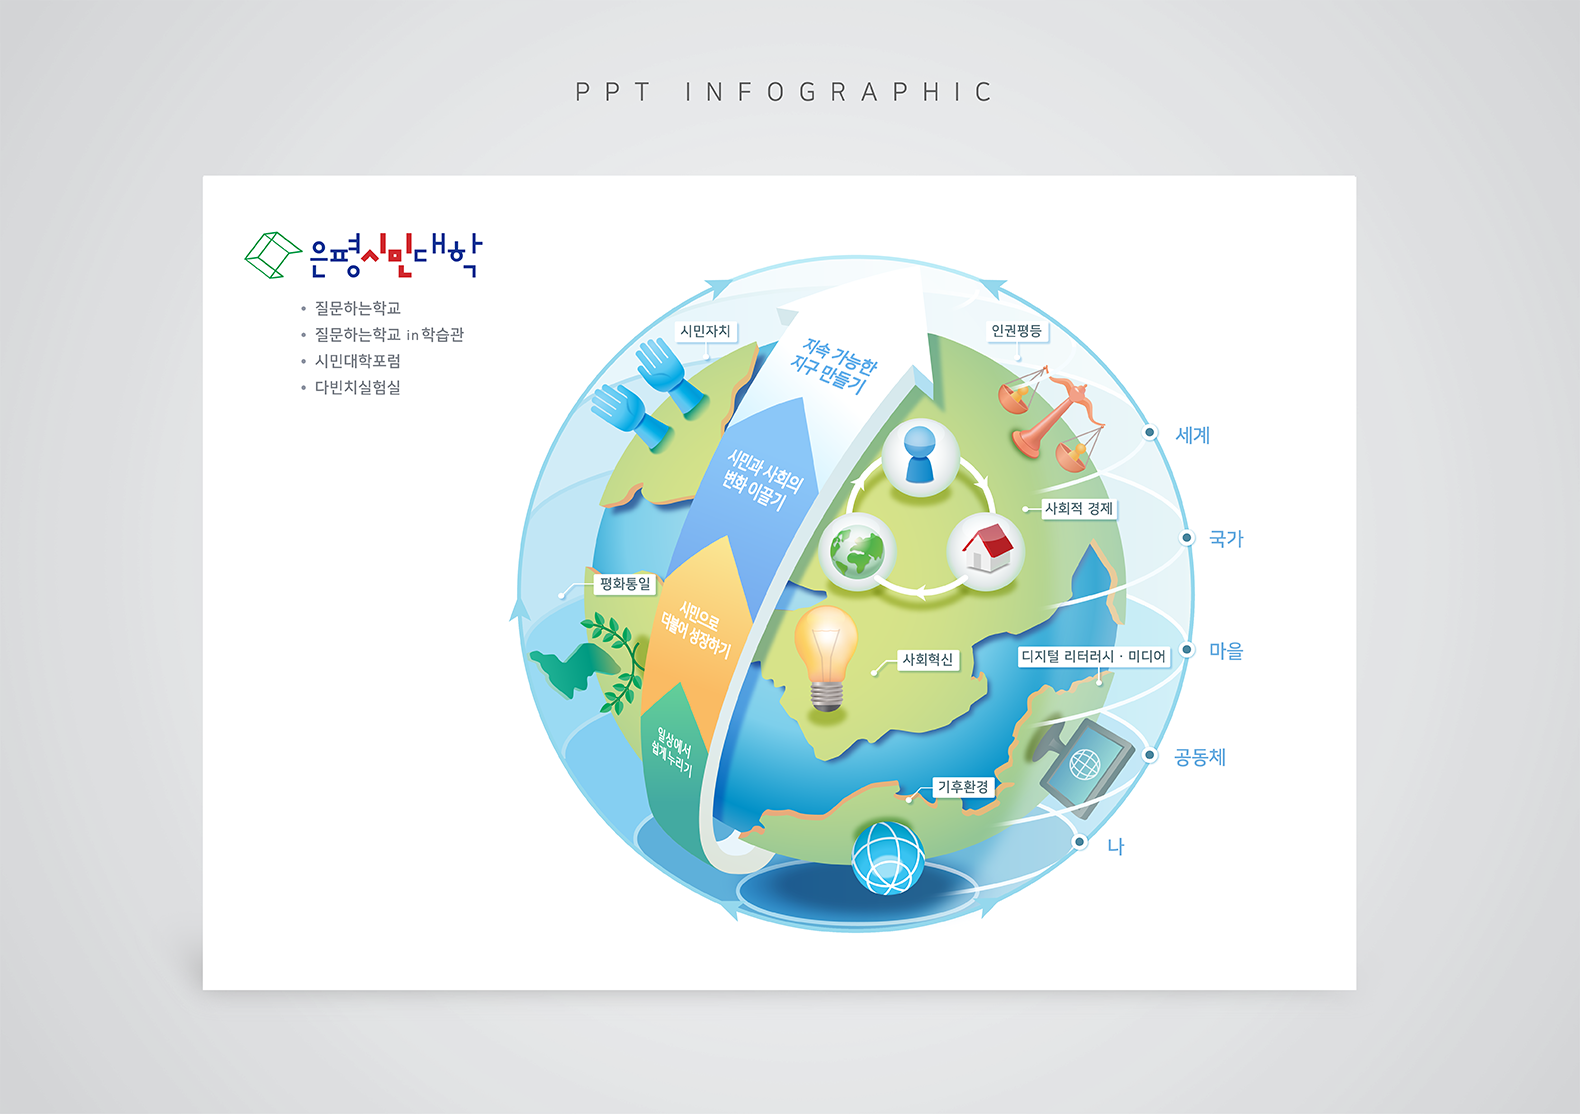 PPT INFOGRAPHIC
은평시민대학
• 질문하는학교
• 질문하는학교 in 학습관
• 시민대학포럼
• 다빈치실험실
시민자치
인권평등
지속 가능한
지구 만들기
세계
시민과 사회의
변화 이끌기
사회적 경제
국가
평화통일
시민으로
더불어 성장하기
사회혁신
디지털 리터러시 · 미디어
마을
일상에서
쉽게 누리기
공동체
기후환경
나